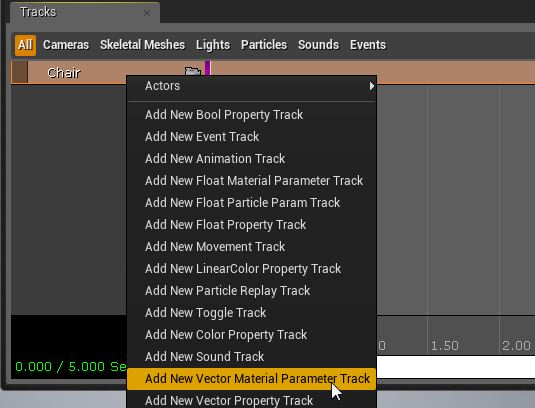 Tracks
All Cameras Skeletal Meshes Lights Particles Sounds Events
Chair
Actors
Add New Bool Property Track
Add New Event Track
Add New Animation Track
Add New Float Material Parameter Track
Add New Float Particle Param Track
Add New Float Property Track
Add New Movement Track
Add New LinearColor Property Track
Add New Particle Replay Track
Add New Toggle Track
Add New Color Property Track
Add New Sound Track
Add New Vector Material Parameter Track
Add New Vector Property Track
0 1.50 2.00
0.000 / 5.000 Se